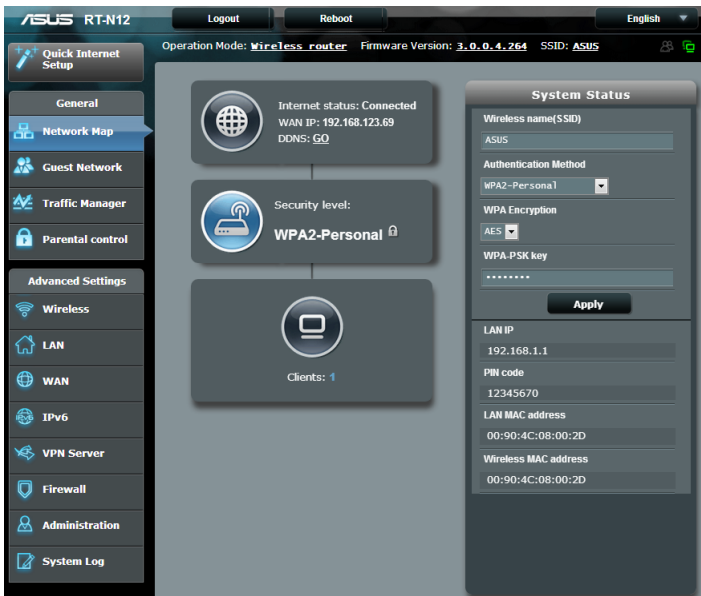 ASUS RT-N12
Logout
Reboot
English
Quick Internet
Setup
Operation Mode: Wireless router Firmware Version: 3.0.0.4.264 SSID: ASUS
General
Network Map
Guest Network
Traffic Manager
Parental control
Advanced Settings
Wireless
LAN
WAN
IPv6
IPv6
VPN Server
Firewall
Administration
System Log
Internet status: Connected
WAN IP: 192.168.123.69
DDNS: GO
Security level:
WPA2-Personal
Clients: 1
System Status
Wireless name(SSID)
ASUS
Authentication Method
WPA2-Personal
WPA Encryption
AES
WPA-PSK key
••••••••
Apply
LAN IP
192.168.1.1
PIN code
12345670
LAN MAC address
00:90:4C:08:00:2D
Wireless MAC address
00:90:4C:08:00:2D